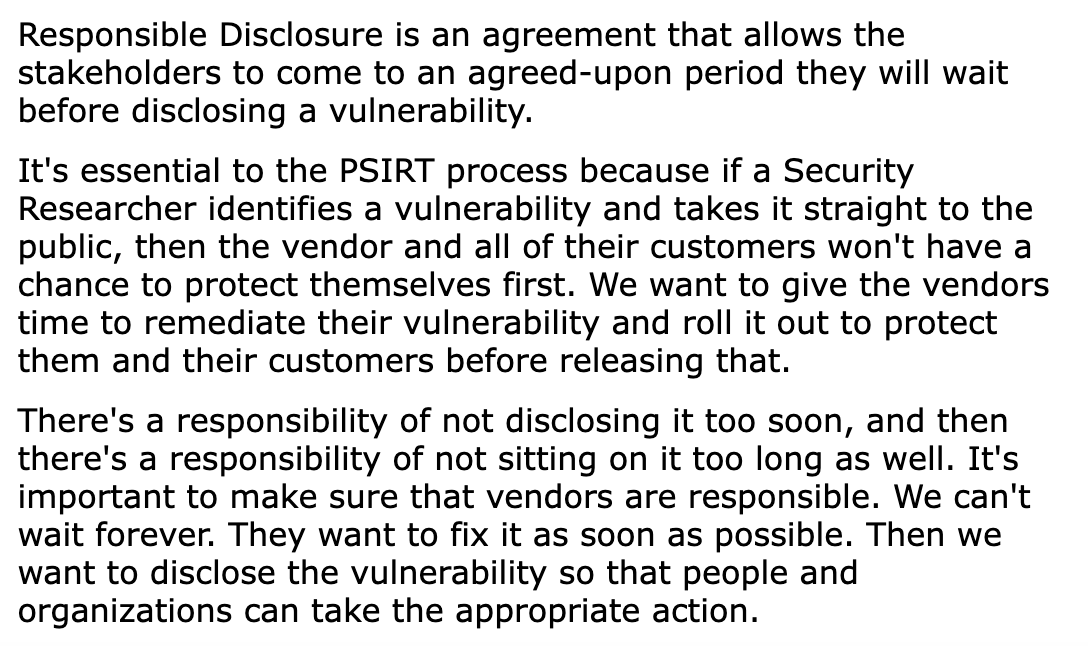 Responsible Disclosure is an agreement that allows the
stakeholders to come to an agreed-upon period they will wait
before disclosing a vulnerability.
It's essential to the PSIRT process because if a Security
Researcher identifies a vulnerability and takes it straight to the
public, then the vendor and all of their customers won't have a
chance to protect themselves first. We want to give the vendors
time to remediate their vulnerability and roll it out to protect
them and their customers before releasing that.
There's a responsibility of not disclosing it too soon, and then
there's a responsibility of not sitting on it too long as well. It's
important to make sure that vendors are responsible. We can't
wait forever. They want to fix it as soon as possible. Then we
want to disclose the vulnerability so that people and
organizations can take the appropriate action.